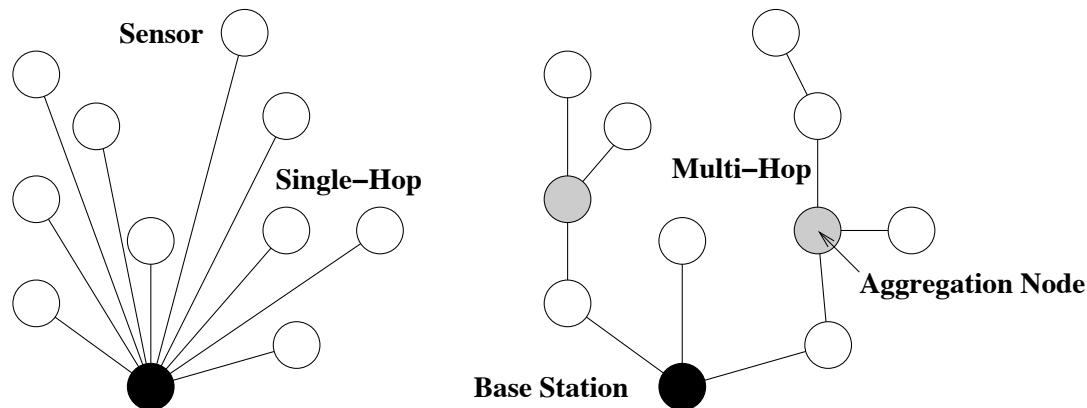 Sensor
Single−Hop
Multi−Hop
Aggregation Node
Base Station